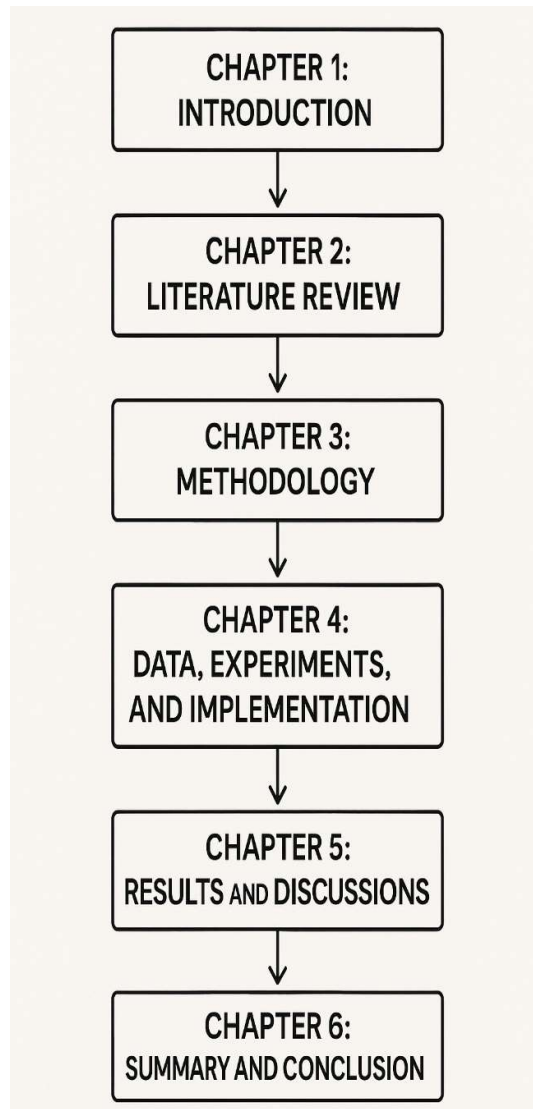 CHAPTER 1:
INTRODUCTION
CHAPTER 2:
LITERATURE REVIEW
CHAPTER 3:
METHODOLOGY
CHAPTER 4:
DATA, EXPERIMENTS,
AND IMPLEMENTATION
CHAPTER 5:
RESULTS AND DISCUSSIONS
CHAPTER 6:
SUMMARY AND CONCLUSION